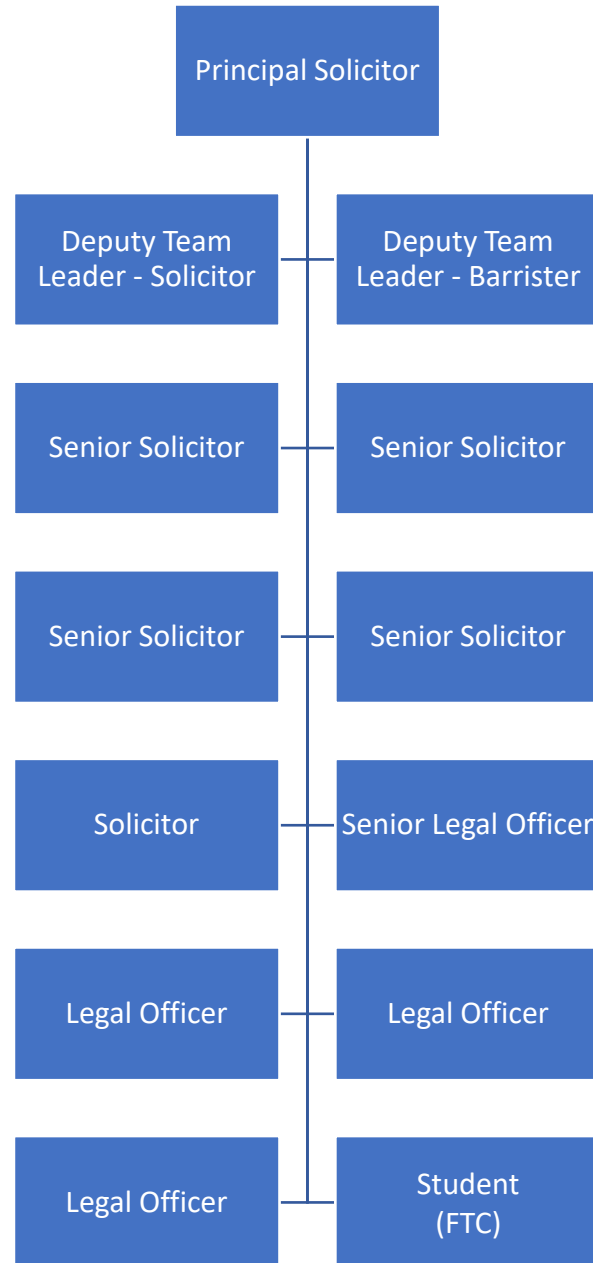 Principal Solicitor
Deputy Team
Leader - Solicitor
Deputy Team
Leader - Barrister
Senior Solicitor
Senior Solicitor
Senior Solicitor
Senior Solicitor
Solicitor
Senior Legal Officer
Legal Officer
Legal Officer
Legal Officer
Student
(FTC)